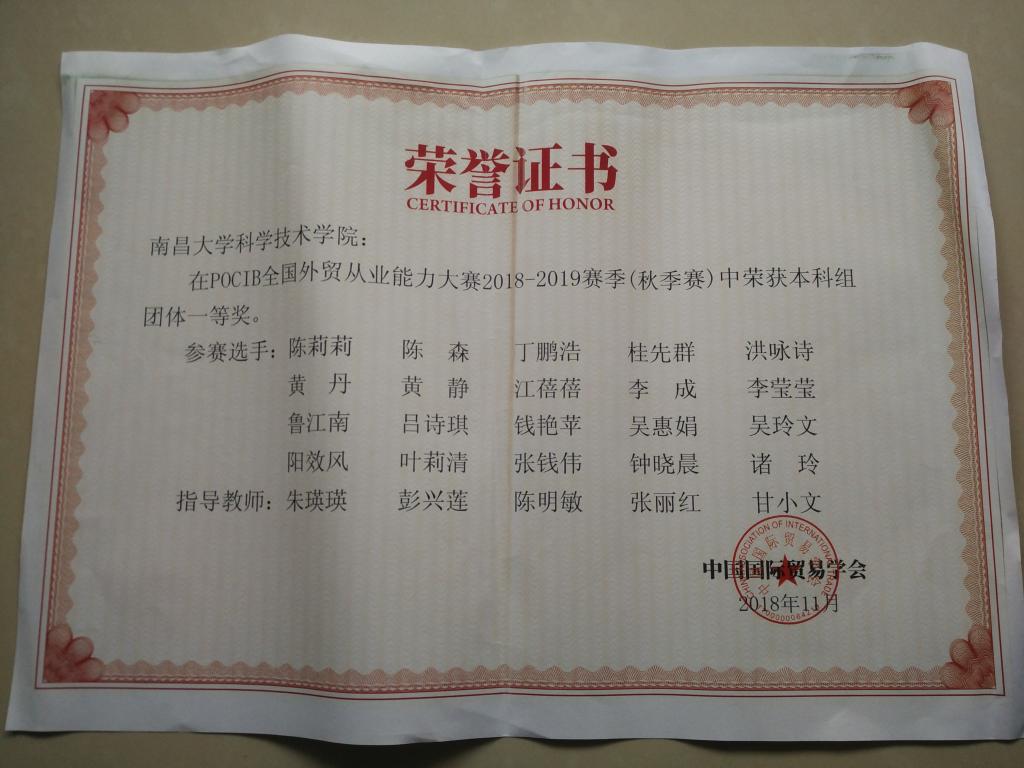 荣誉证书
CERTIFICATE OF HONOR
南昌大学科学技术学院：
在POCIB全国外贸从业能力大赛2018-2019赛季(秋季赛)中荣获本科组
团体一等奖。
参赛选手：陈莉莉 陈 森 丁鹏浩 桂先群 洪咏诗
黄 丹 黄 静 江蓓蓓 李 成 李莹莹
鲁江南 吕诗琪 钱艳苹 吴惠娟 吴玲文
阳效风 叶莉清 张钱伟 钟晓晨 诸 玲
指导教师：朱瑛瑛 彭兴莲 陈明敏 张丽红 甘小文
中国国际贸易学会
2018年11月
CHINA ASSOCIATION OF INTERNATIONAL TRADE